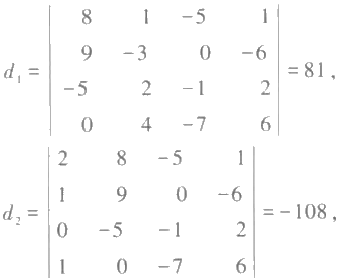 8 1 -5 1
9 -3 0 -6
d₁ = = 81 ,
-5 2 -1 2
0 4 -7 6
2 8 -5 1
1 9 0 -6
d₂ = = -108 ,
0 -5 -1 2
1 0 -7 6